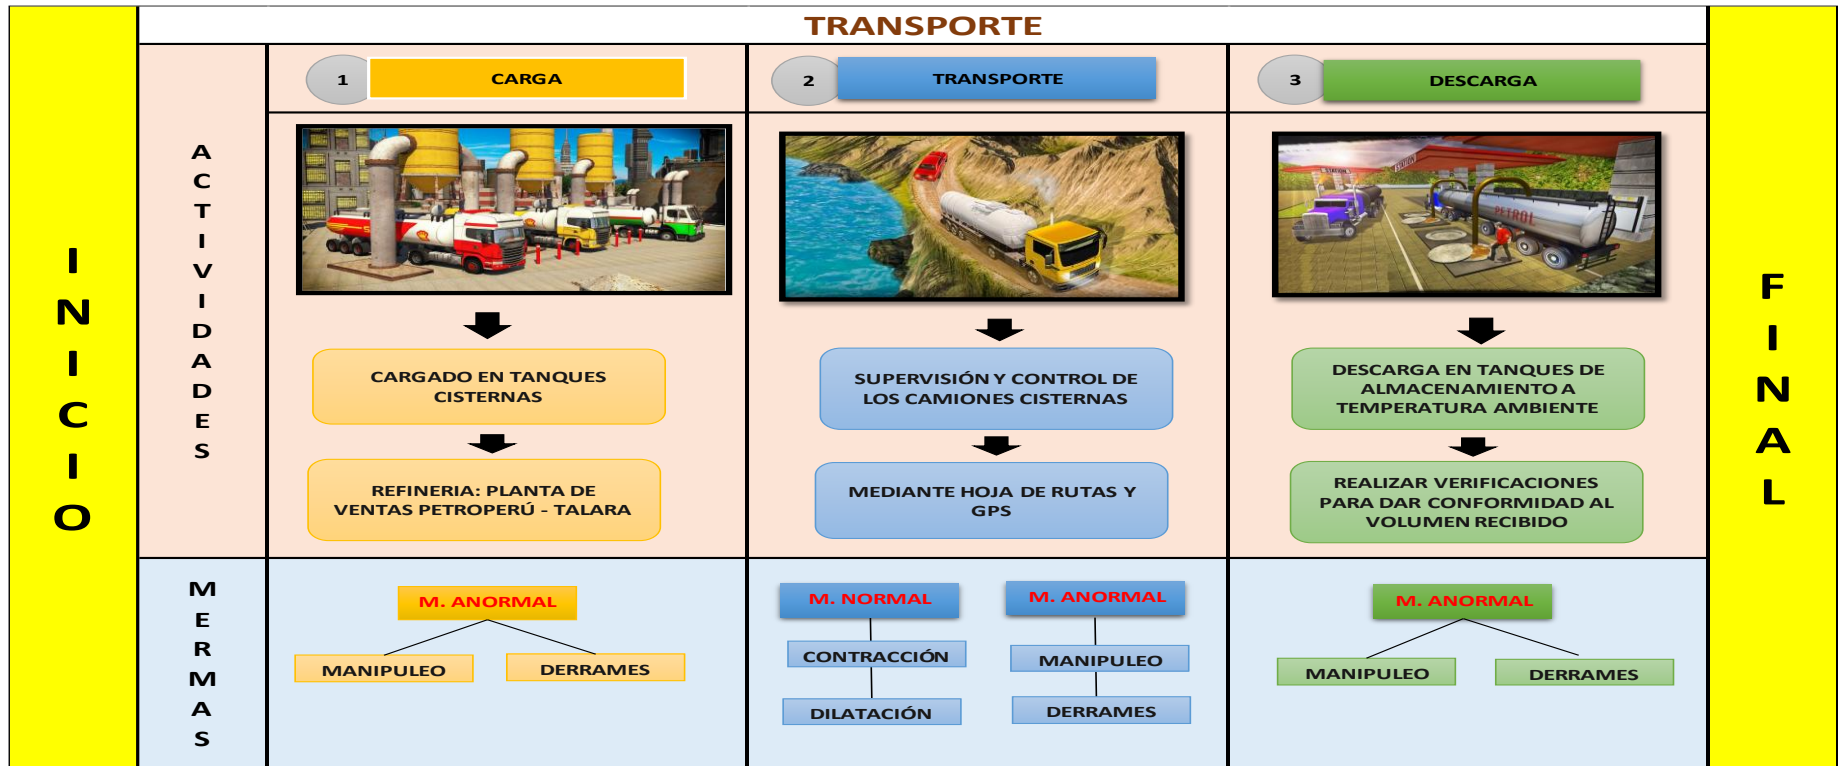 TRANSPORTE
INICIO
ACTIVIDADES
1
CARGA
2
TRANSPORTE
3
DESCARGA
STATION
STATION
PETROL
CARGADO EN TANQUES
CISTERNAS
REFINERIA: PLANTA DE
VENTAS PETROPERÚ - TALARA
SUPERVISIÓN Y CONTROL DE
LOS CAMIONES CISTERNAS
MEDIANTE HOJA DE RUTAS Y
GPS
DESCARGA EN TANQUES DE
ALMACENAMIENTO A
TEMPERATURA AMBIENTE
REALIZAR VERIFICACIONES
PARA DAR CONFORMIDAD AL
VOLUMEN RECIBIDO
MERMAS
M. ANORMAL
MANIPULEO
DERRAMES
M. NORMAL
CONTRACCIÓN
DILATACIÓN
M. ANORMAL
MANIPULEO
DERRAMES
M. ANORMAL
MANIPULEO
DERRAMES
FINAL